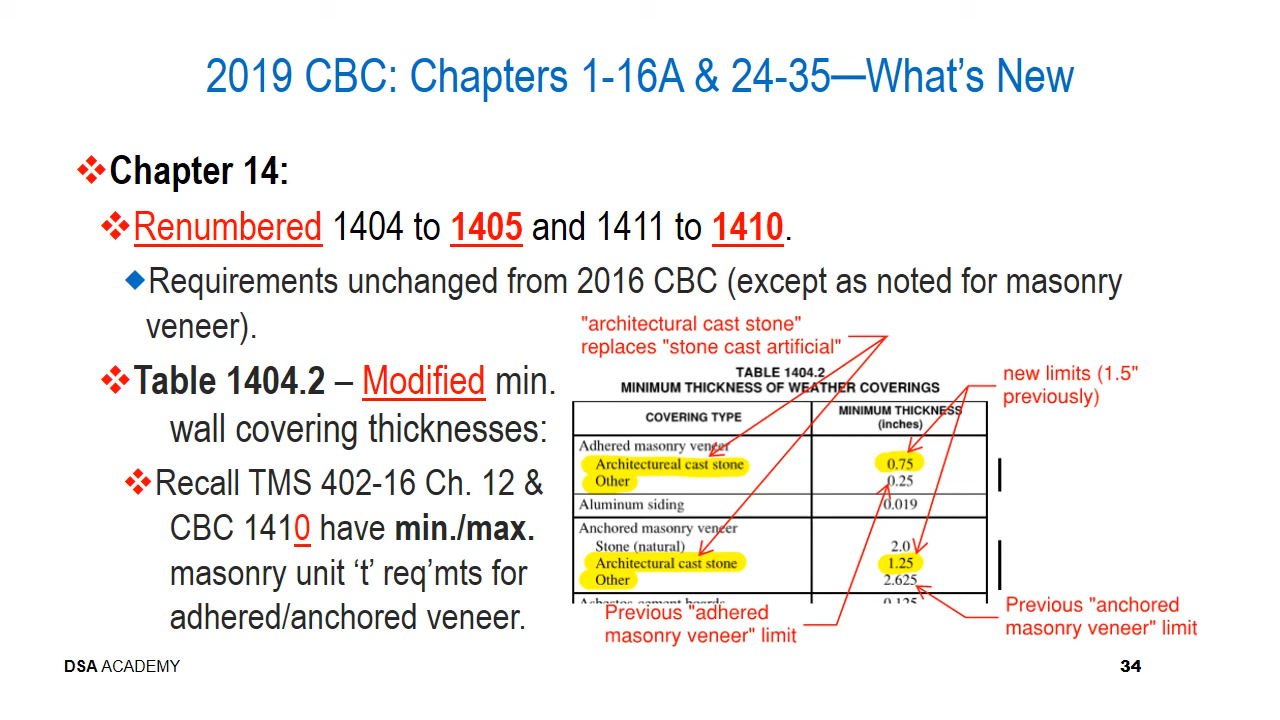 2019 CBC: Chapters 1-16A & 24-35—What's New
❖Chapter 14:
❖Renumbered 1404 to 1405 and 1411 to 1410.
◆Requirements unchanged from 2016 CBC (except as noted for masonry
veneer).
❖Table 1404.2 – Modified min.
wall covering thicknesses:
❖Recall TMS 402-16 Ch. 12 &
CBC 1410 have min./max.
masonry unit ‘t’ req’mts for
adhered/anchored veneer.
"architectural cast stone"
replaces "stone cast artificial"
new limits (1.5"
previously)
TABLE 1404.2
MINIMUM THICKNESS OF WEATHER COVERINGS
COVERING TYPE
MINIMUM THICKNESS
(inches)
Adhered masonry veneer
Architectureal cast stone 0.75
Other 0.25
Aluminum siding 0.019
Anchored masonry veneer
Stone (natural) 2.0
Architectural cast stone 1.25
Other 2.625
Asbestos cement boards 0.125
Previous "adhered
masonry veneer" limit
Previous "anchored
masonry veneer" limit
DSA ACADEMY
34